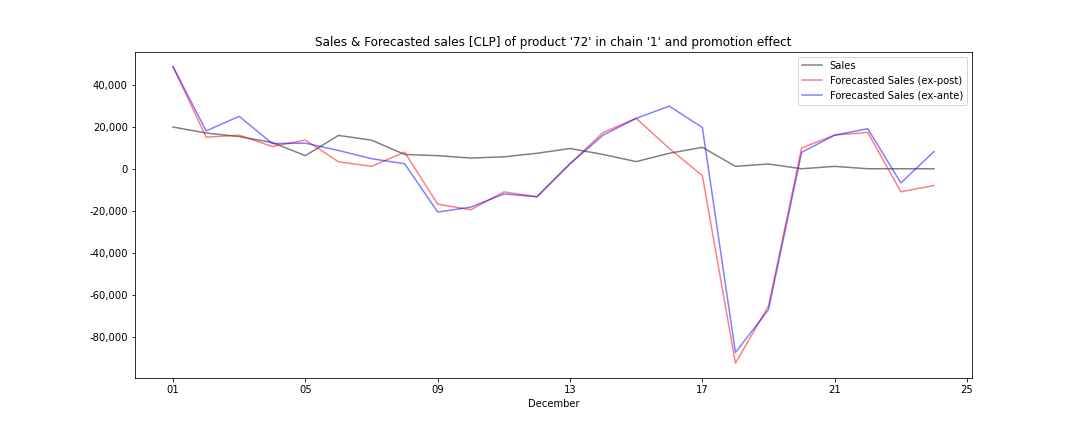 Sales & Forecasted sales [CLP] of product '72' in chain '1' and promotion effect
Sales
Forecasted Sales (ex-post)
Forecasted Sales (ex-ante)
40,000
20,000
0
-20,000
-40,000
-60,000
-80,000
01 05 09 13 17 21 25
December